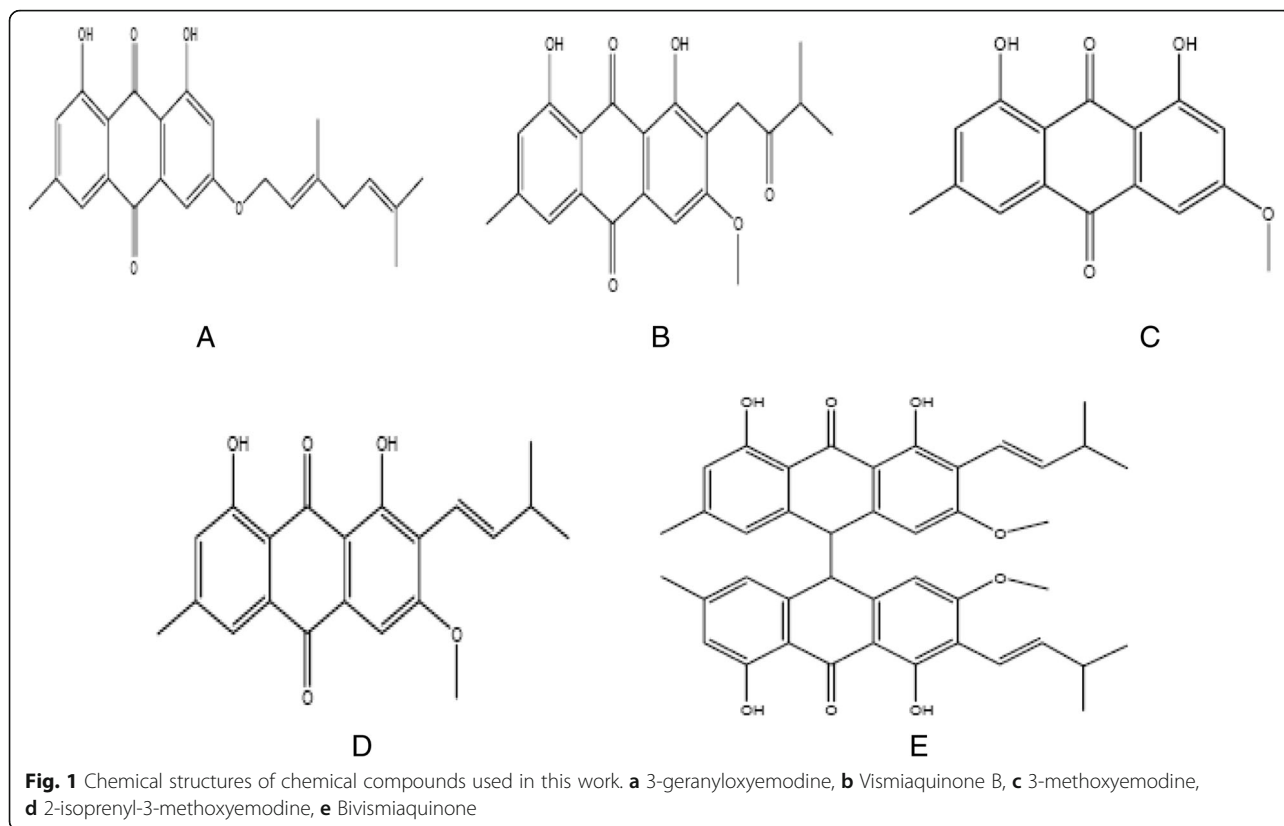 OH O OH
O
O
A
OH O OH
O
O
O
B
OH O OH
O
O
C
OH O OH
O
O
D
OH O OH
O
O
OH O OH
E
Fig. 1 Chemical structures of chemical compounds used in this work. a 3-geranyloxyemodine, b Vismiaquinone B, c 3-methoxyemodine,
d 2-isoprenyl-3-methoxyemodine, e Bivismiaquinone